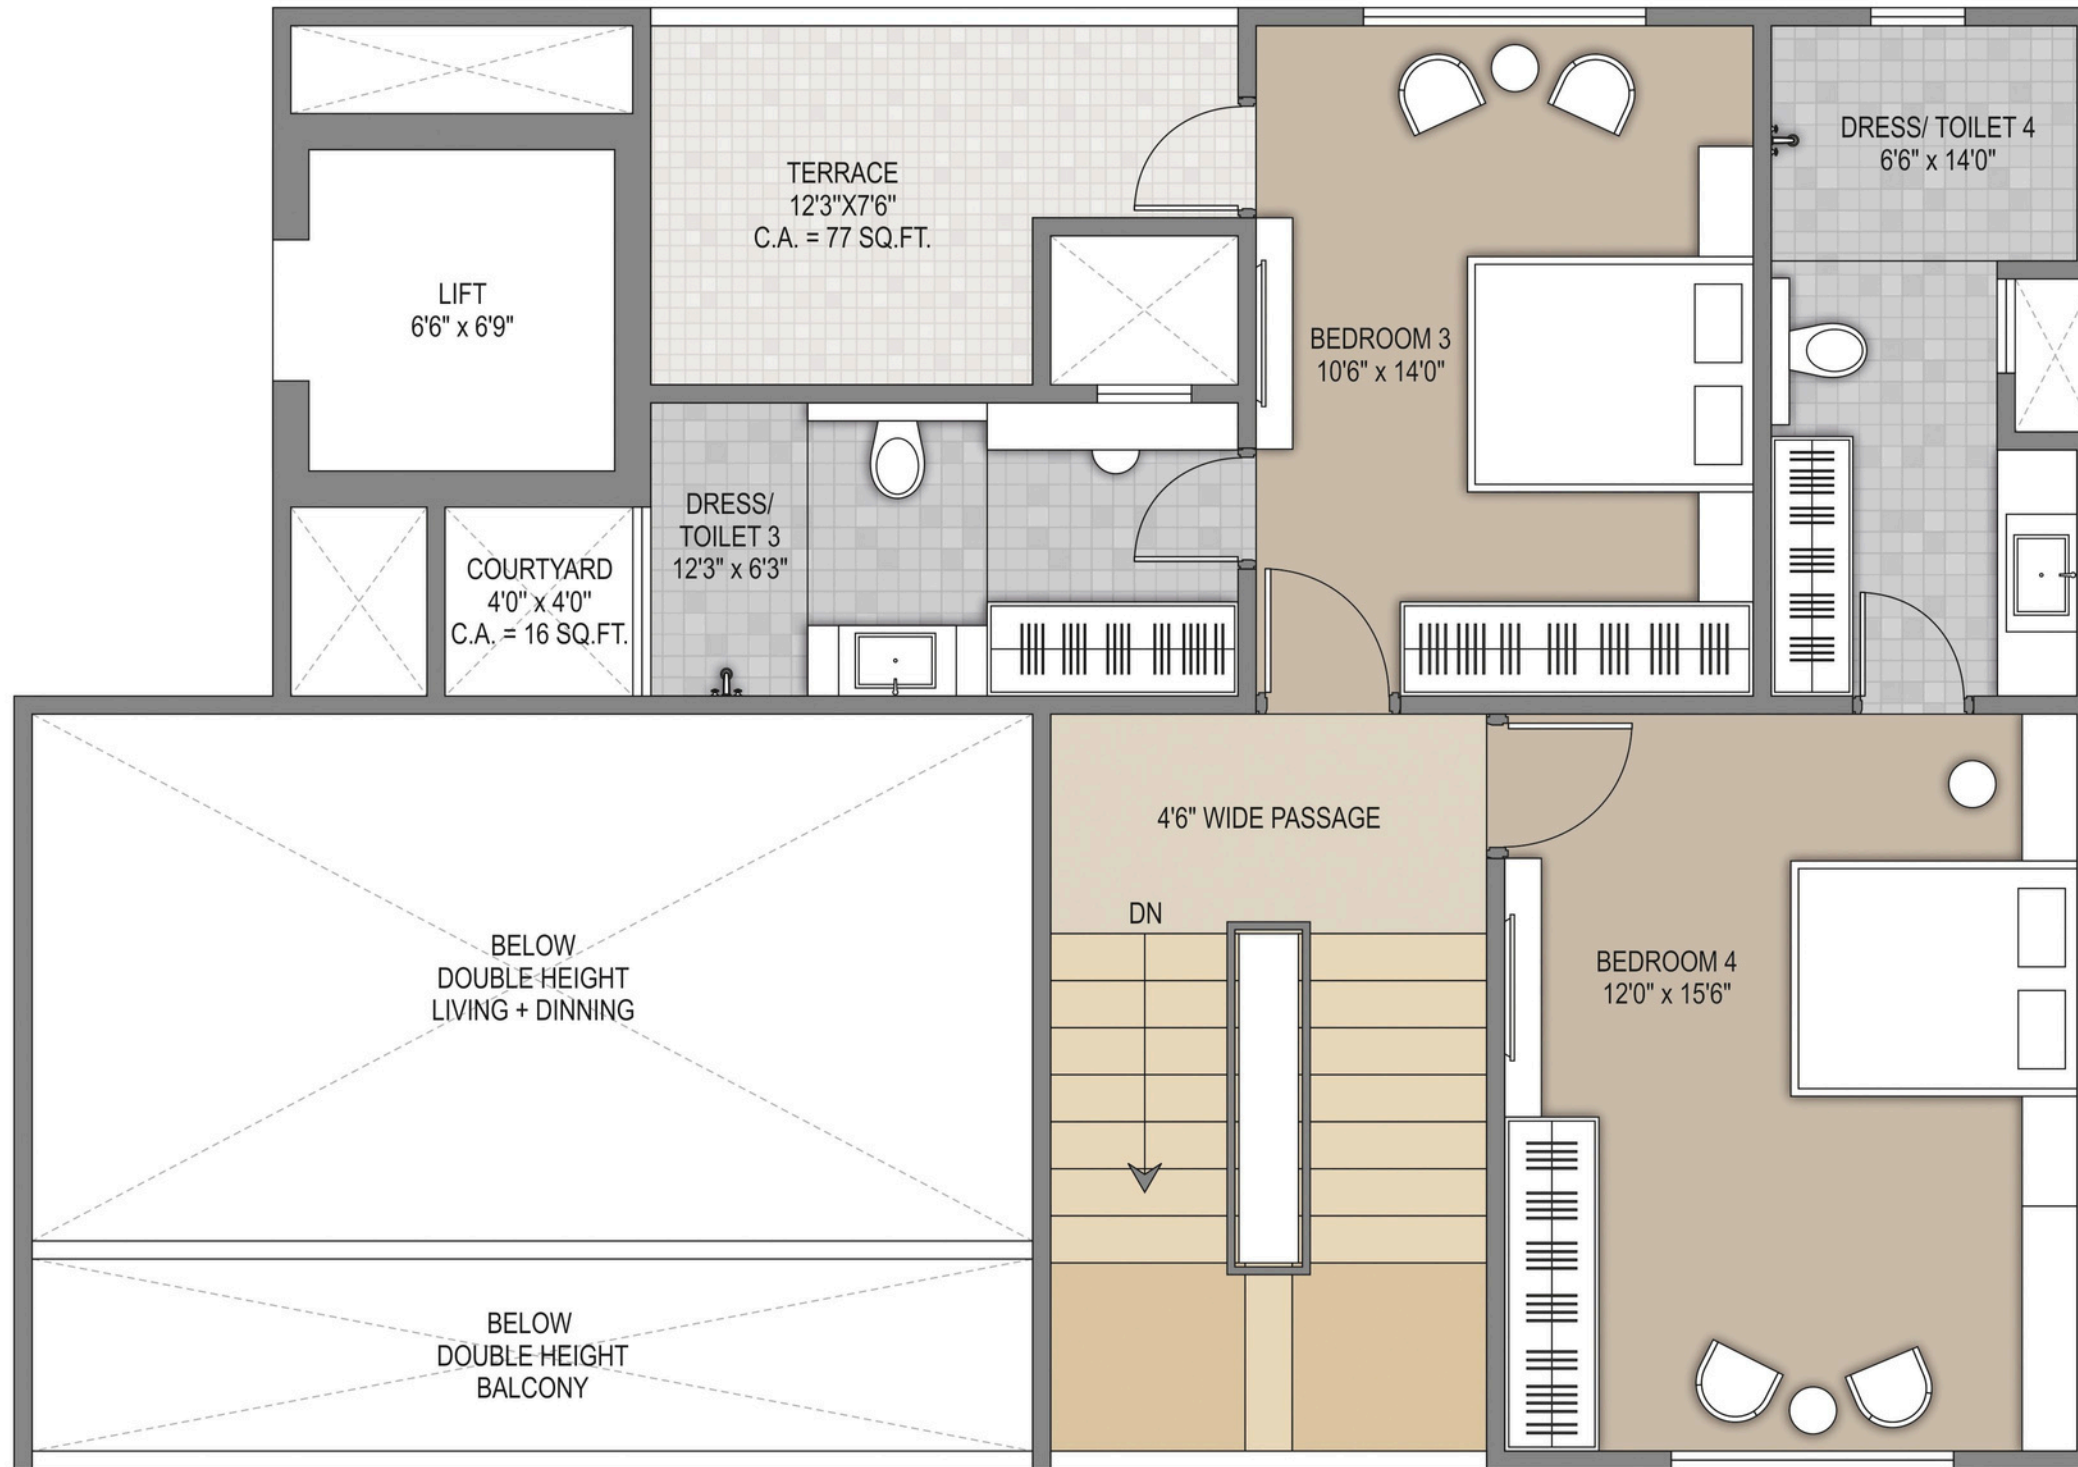 TERRACE
12'3"X7'6"
C.A. = 77 SQ.FT.
DRESS/ TOILET 4
6'6" x 14'0"
LIFT
6'6" x 6'9"
BEDROOM 3
10'6" x 14'0"
DRESS/
TOILET 3
12'3" x 6'3"
COURTYARD
4'0" x 4'0"
C.A. = 16 SQ.FT.
4'6" WIDE PASSAGE
DN
BELOW
DOUBLE HEIGHT
LIVING + DINNING
BEDROOM 4
12'0" x 15'6"
BELOW
DOUBLE HEIGHT
BALCONY